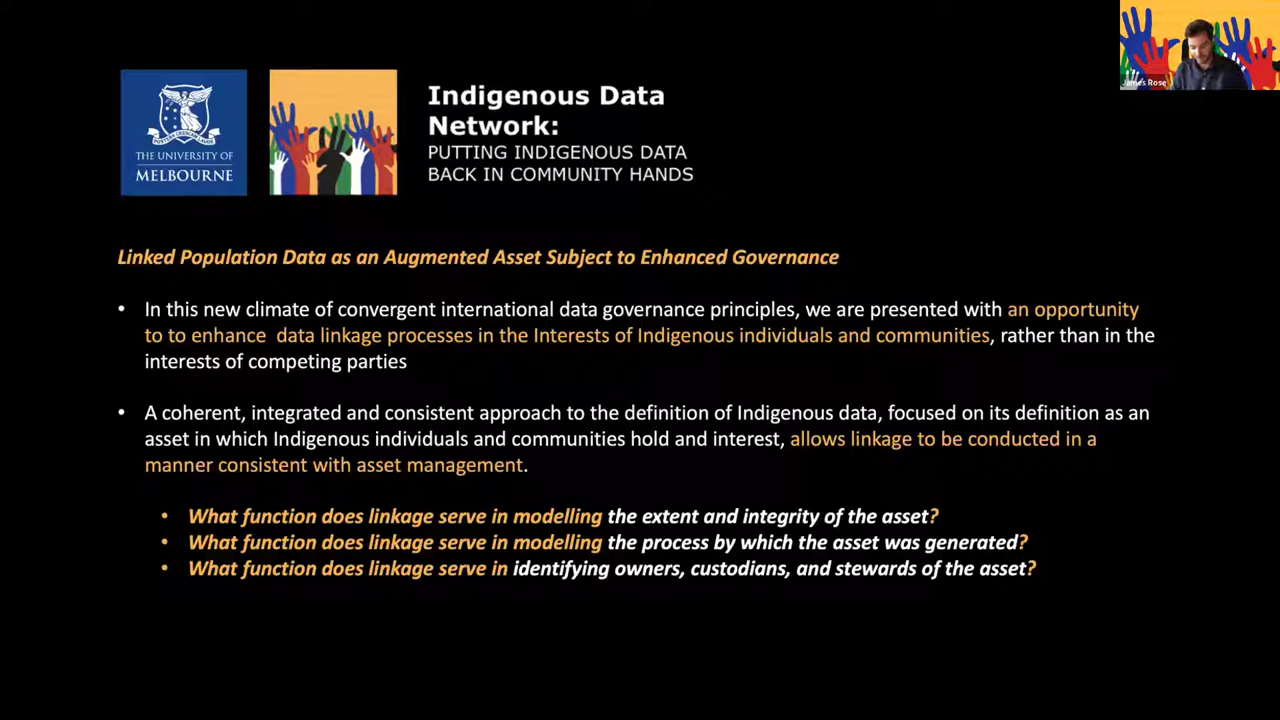 James Rose
THE UNIVERSITY OF
MELBOURNE
Indigenous Data
Network:
PUTTING INDIGENOUS DATA
BACK IN COMMUNITY HANDS
Linked Population Data as an Augmented Asset Subject to Enhanced Governance
• In this new climate of convergent international data governance principles, we are presented with an opportunity
to to enhance data linkage processes in the Interests of Indigenous individuals and communities, rather than in the
interests of competing parties
• A coherent, integrated and consistent approach to the definition of Indigenous data, focused on its definition as an
asset in which Indigenous individuals and communities hold and interest, allows linkage to be conducted in a
manner consistent with asset management.
• What function does linkage serve in modelling the extent and integrity of the asset?
• What function does linkage serve in modelling the process by which the asset was generated?
• What function does linkage serve in identifying owners, custodians, and stewards of the asset?